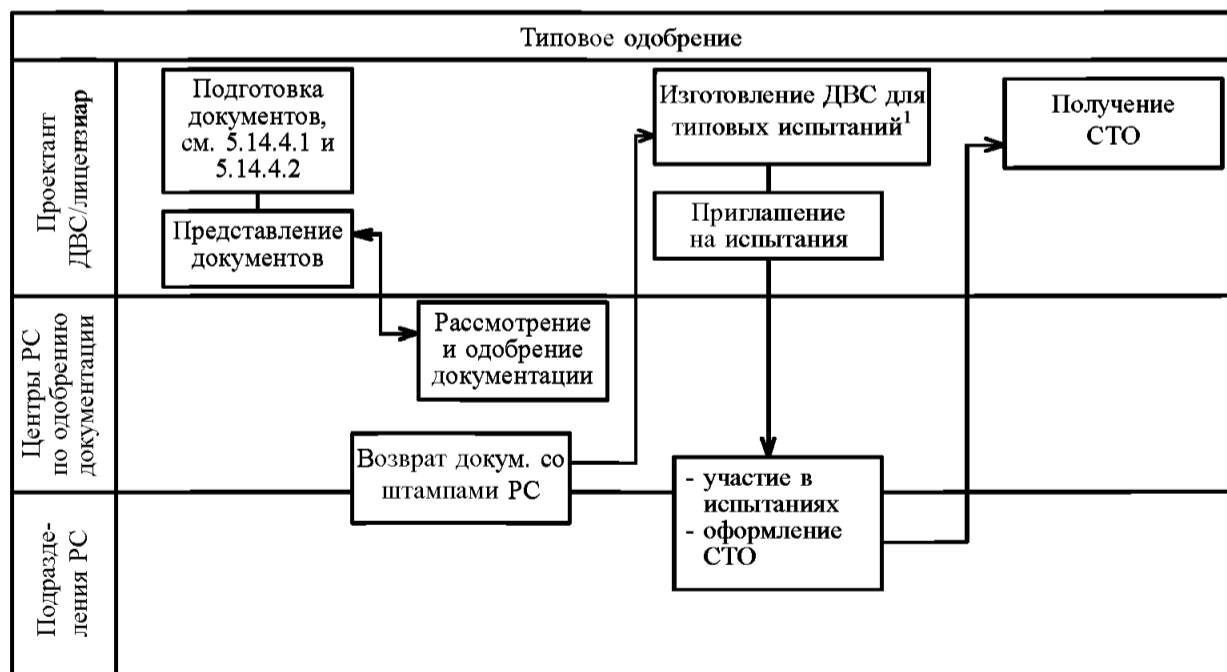 Типовое одобрение
Проектант
ДВС/лицензиар
Подготовка
документов,
см. 5.14.4.1 и
5.14.4.2
Представление
документов
Изготовление ДВС для
типовых испытаний¹
Приглашение
на испытания
Получение
СТО
Центры РС
по одобрению
документации
Рассмотрение
и одобрение
документации
Возврат докум. со
штампами РС
- участие в
испытаниях
- оформление
СТО
Подразде-
ления РС